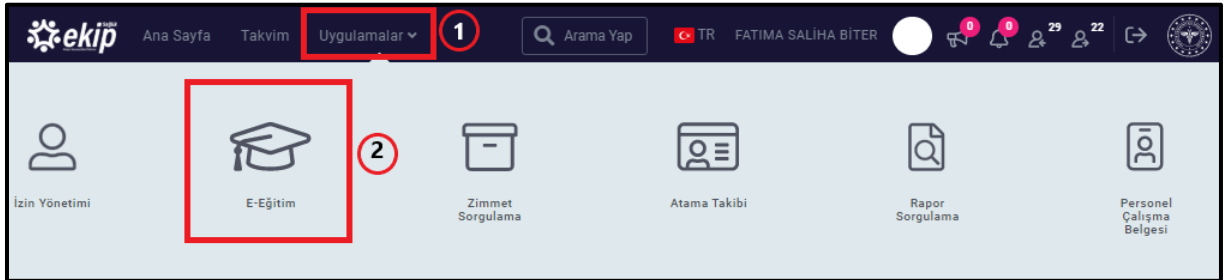 ekip Ana Sayfa Takvim Uygulamalar 1 Arama Yap TR FATIMA SALİHA BİTER 0 0 29 22
2
İzin Yönetimi E-Eğitim Zimmet Sorgulama Atama Takibi Rapor Sorgulama Personel Çalışma Belgesi